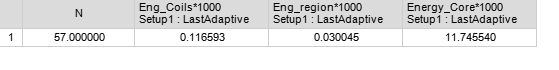 N Eng_Coils*1000 Eng_region*1000 Energy_Core*1000
Setup1 : LastAdaptive Setup1 : LastAdaptive Setup1 : LastAdaptive
1 57.000000 0.116593 0.030045 11.745540